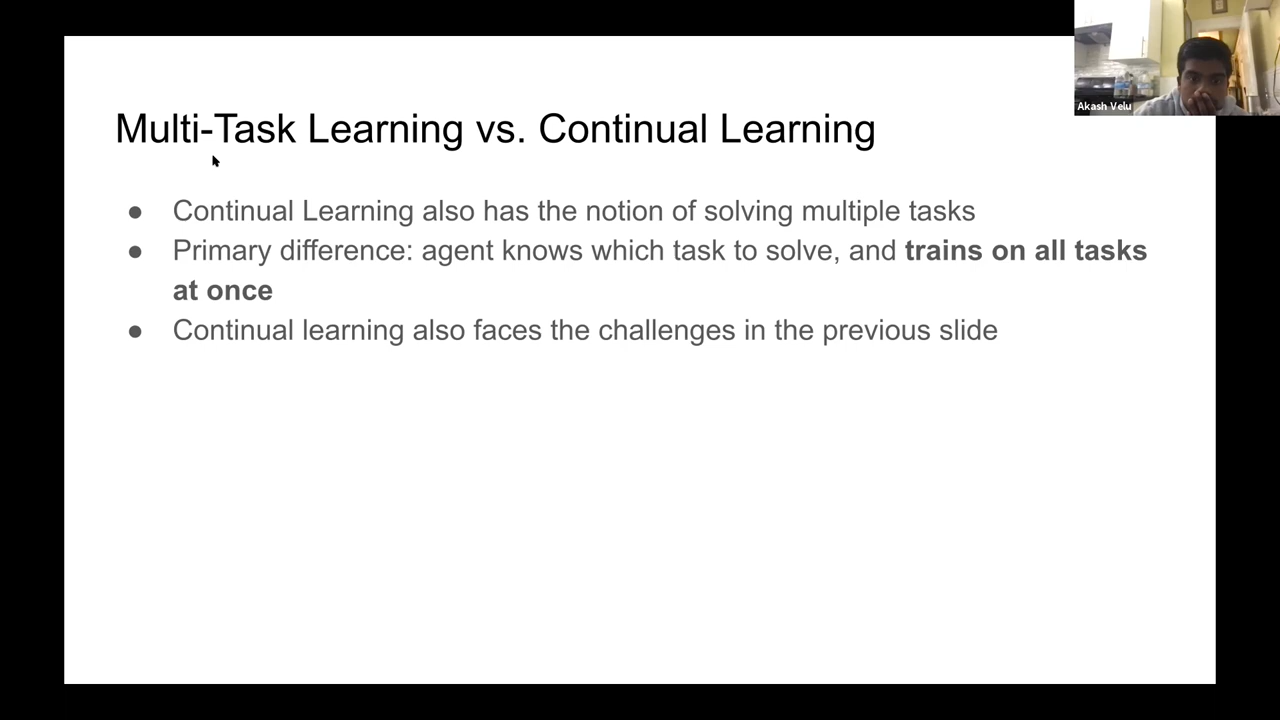 Akash Velu
Multi-Task Learning vs. Continual Learning
● Continual Learning also has the notion of solving multiple tasks
● Primary difference: agent knows which task to solve, and trains on all tasks
at once
● Continual learning also faces the challenges in the previous slide